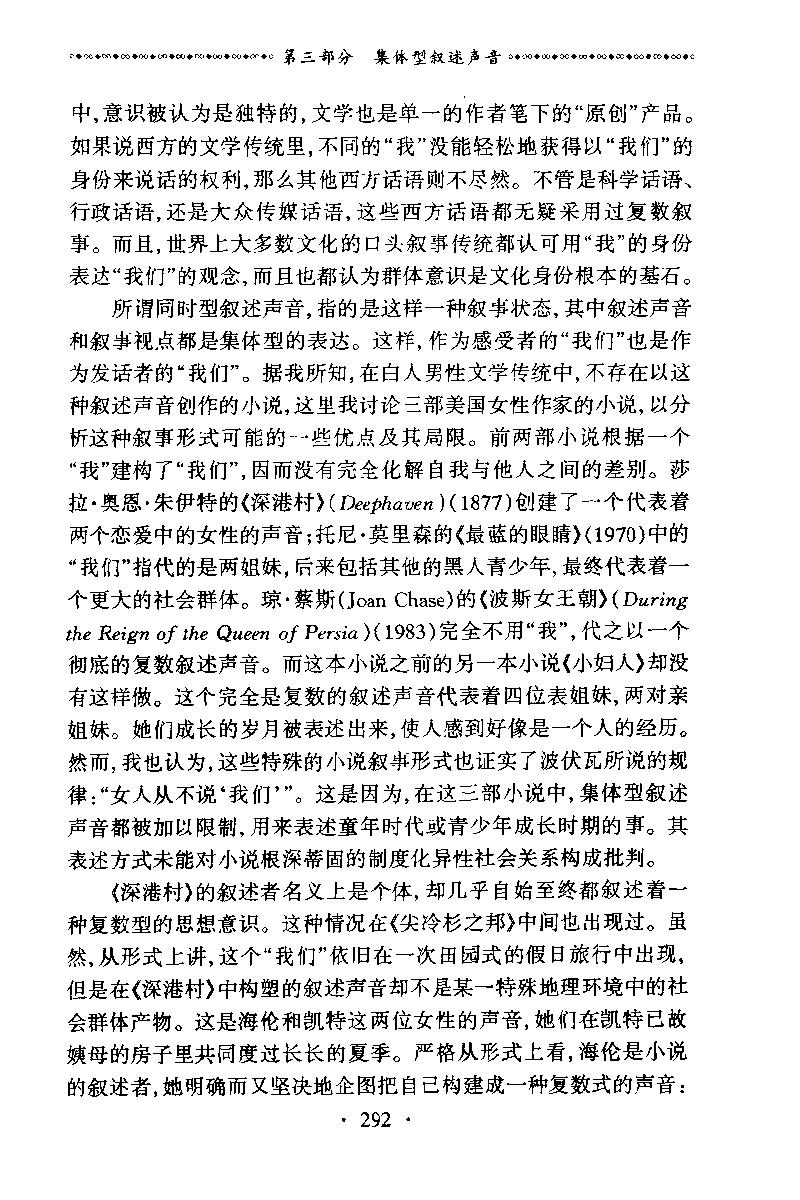 第三部分 集体型叙述声音
中,意识被认为是独特的,文学也是单一的作者笔下的“原创”产品。
如果说西方的文学传统里,不同的“我”没能轻松地获得以“我们”的
身份来说话的权利,那么其他西方话语则不尽然。不管是科学话语、
行政话语,还是大众传媒话语,这些西方话语都无疑采用过复数叙
事。而且,世界上大多数文化的口头叙事传统都认可用“我”的身份
表达“我们”的观念,而且也都认为群体意识是文化身份根本的基石。
所谓同时型叙述声音,指的是这样一种叙事状态,其中叙述声音
和叙事视点都是集体型的表达。这样,作为感受者的“我们”也是作
为发话者的“我们”。据我所知,在白人男性文学传统中,不存在以这
种叙述声音创作的小说,这里我讨论三部美国女性作家的小说,以分
析这种叙事形式可能的一些优点及其局限。前两部小说根据一个
“我”建构了“我们”,因而没有完全化解自我与他人之间的差别。莎
拉·奥恩·朱伊特的《深港村》(Deephaven)(1877)创建了一个代表着
两个恋爱中的女性的声音;托尼·莫里森的《最蓝的眼睛》(1970)中的
“我们”指代的是两姐妹,后来包括其他的黑人青少年,最终代表着一
个更大的社会群体。琼·蔡斯(Joan Chase)的《波斯女王朝》(During
the Reign of the Queen of Persia)(1983)完全不用“我”,代之以一个
彻底的复数叙述声音。而这本小说之前的另一本小说《小妇人》却没
有这样做。这个完全是复数的叙述声音代表着四位表姐妹,两对亲
姐妹。她们成长的岁月被表述出来,使人感到好像是一个人的经历。
然而,我也认为,这些特殊的小说叙事形式也证实了波伏瓦所说的规
律:“女人从不说‘我们’”。这是因为,在这三部小说中,集体型叙述
声音都被加以限制,用来表述童年时代或青少年成长时期的事。其
表述方式未能对小说根深蒂固的制度化异性社会关系构成批判。
《深港村》的叙述者名义上是个体,却几乎自始至终都叙述着一
种复数型的思想意识。这种情况在《尖冷杉之邦》中间也出现过。虽
然,从形式上讲,这个“我们”依旧在一次田园式的假日旅行中出现,
但是在《深港村》中构塑的叙述声音却不是某一特殊地理环境中的社
会群体产物。这是海伦和凯特这两位女性的声音,她们在凯特已故
姨母的房子里共同度过长长的夏季。严格从形式上看,海伦是小说
的叙述者,她明确而又坚决地企图把自己构建成一种复数式的声音:
· 292 ·